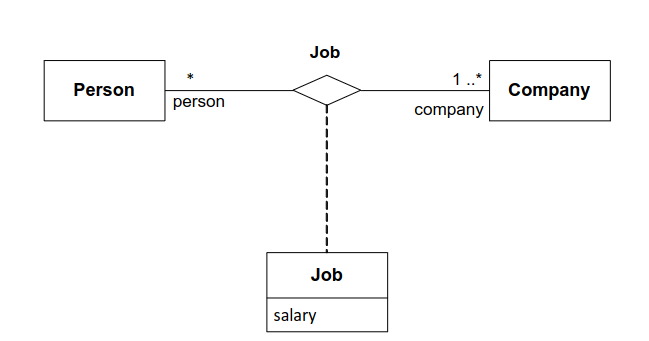 Job
Person
*
person
1 ..*
company
Company
Job
salary